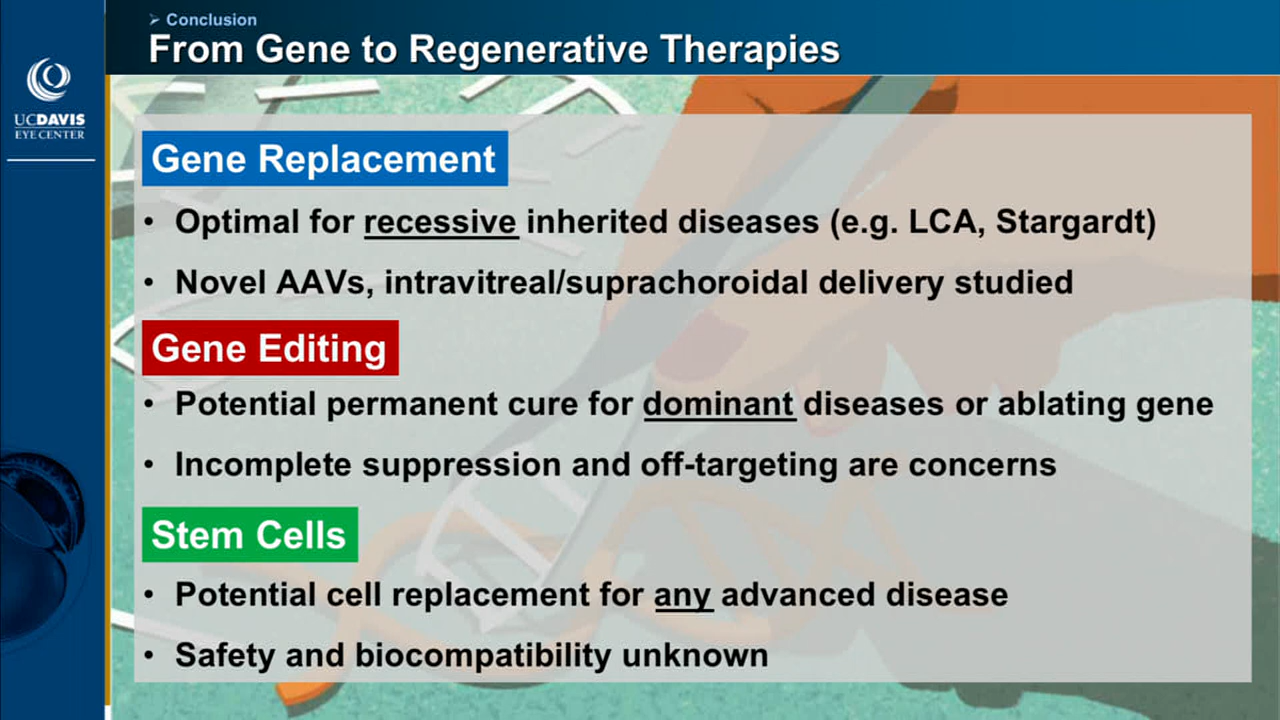 ➢ Conclusion
From Gene to Regenerative Therapies
UCDAVIS
EYE CENTER
Gene Replacement
• Optimal for recessive inherited diseases (e.g. LCA, Stargardt)
• Novel AAVs, intravitreal/suprachoroidal delivery studied
Gene Editing
• Potential permanent cure for dominant diseases or ablating gene
• Incomplete suppression and off-targeting are concerns
Stem Cells
• Potential cell replacement for any advanced disease
• Safety and biocompatibility unknown